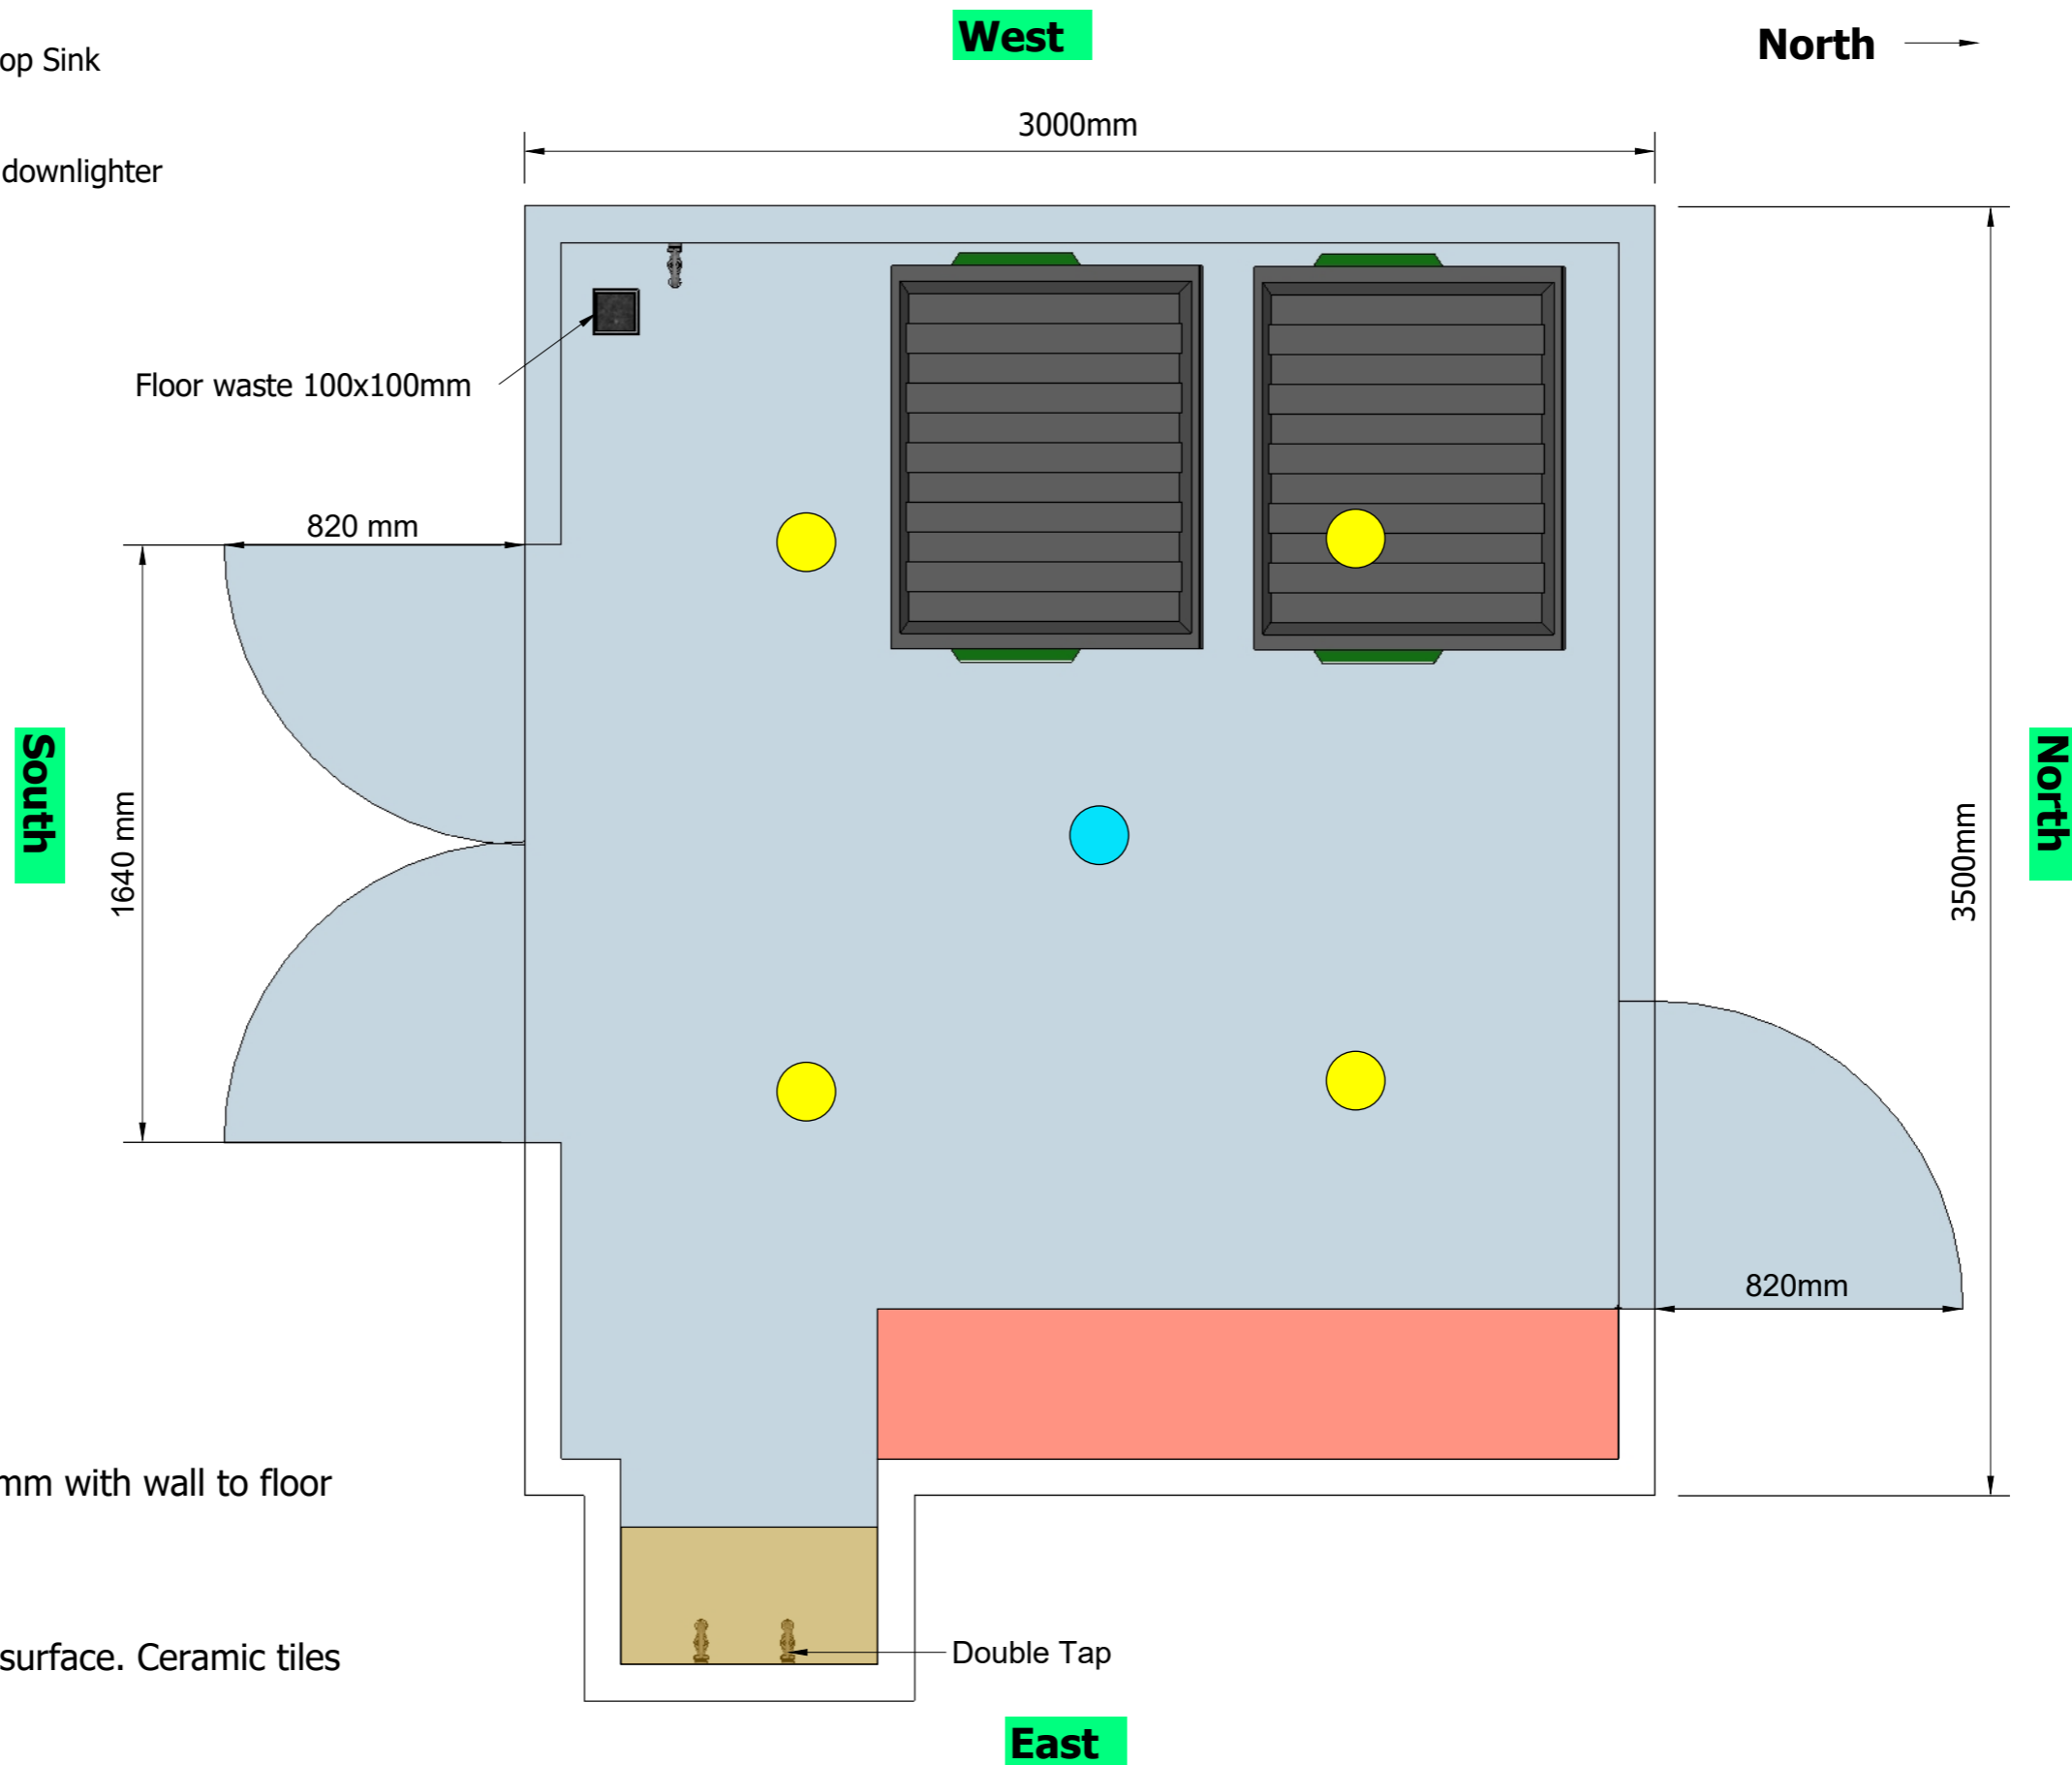 West
North
op Sink
3000mm
downlighter
Floor waste 100x100mm
820 mm
South
North
1640 mm
3500mm
820mm
mm with wall to floor
surface. Ceramic tiles
Double Tap
East